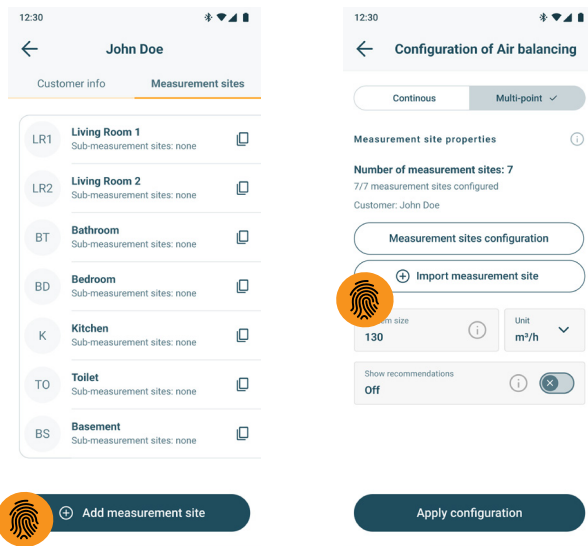 12:30
John Doe
Customer info
Measurement sites
LR1
Living Room 1
Sub-measurement sites: none
LR2
Living Room 2
Sub-measurement sites: none
BT
Bathroom
Sub-measurement sites: none
BD
Bedroom
Sub-measurement sites: none
K
Kitchen
Sub-measurement sites: none
TO
Toilet
Sub-measurement sites: none
BS
Basement
Sub-measurement sites: none
Add measurement site
12:30
Configuration of Air balancing
Continous
Multi-point
Measurement site properties
Number of measurement sites: 7
7/7 measurement sites configured
Customer: John Doe
Measurement sites configuration
Import measurement site
size
130
Unit
m³/h
Show recommendations
Off
Apply configuration